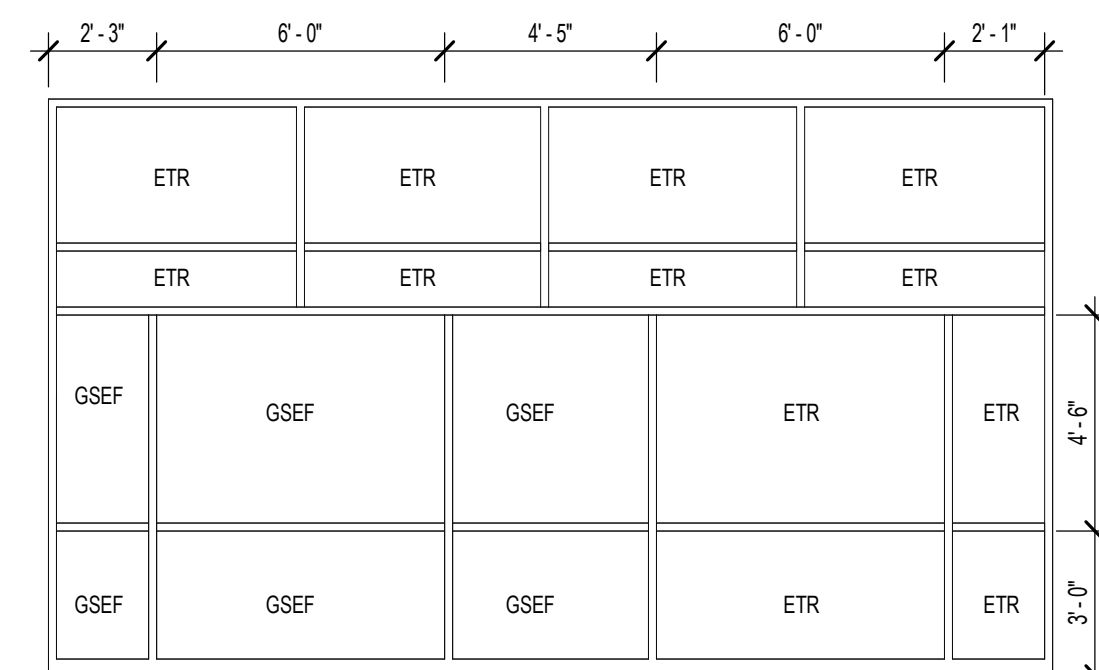 2' - 3" 6' - 0" 4' - 5" 6' - 0" 2' - 1"
ETR ETR ETR ETR
ETR ETR ETR ETR
GSEF GSEF GSEF ETR ETR
4' - 6"
GSEF GSEF GSEF ETR ETR
3' - 0"